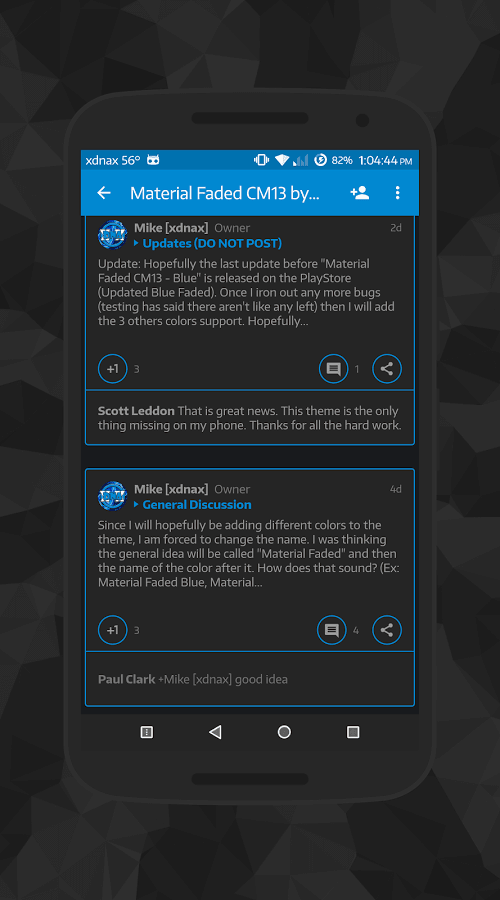 xdnax 56° 82% 1:04:44 PM
Material Faded CM13 by...
Mike [xdnax] Owner 2d
Updates (DO NOT POST)
Update: Hopefully the last update before "Material
Faded CM13 - Blue" is released on the PlayStore
(Updated Blue Faded). Once I iron out any more bugs
(testing has said there aren't like any left) then I will add
the 3 others colors support. Hopefully...
+1 3 1
Scott Leddon That is great news. This theme is the only
thing missing on my phone. Thanks for all the hard work.
Mike [xdnax] Owner 4d
General Discussion
Since I will hopefully be adding different colors to the
theme, I am forced to change the name. I was thinking
the general idea will be called "Material Faded" and then
the name of the color after it. How does that sound? (Ex:
Material Faded Blue, Material...
+1 3 4
Paul Clark +Mike [xdnax] good idea